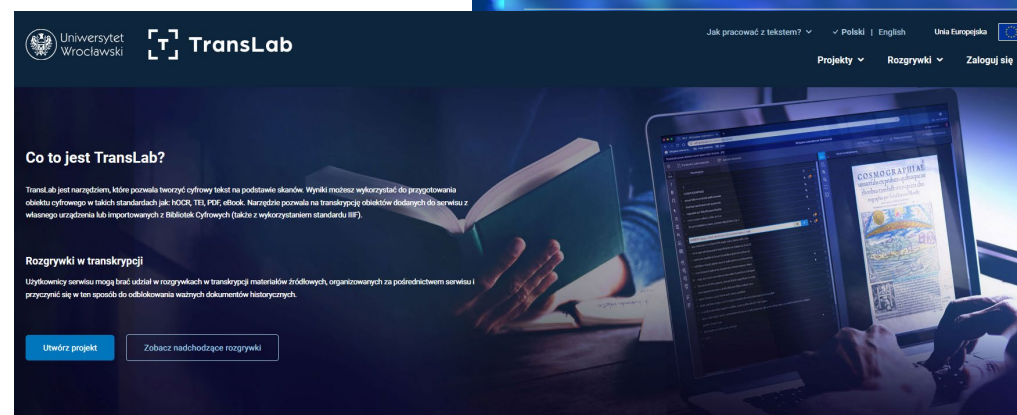 Uniwersytet
Wrocławski
TransLab
Jak pracować z tekstem?
Polski | English
Unia Europejska
Projekty
Rozgrywki
Zaloguj się
Co to jest TransLab?
TransLab jest narzędziem, które pozwala tworzyć cyfrowy tekst na podstawie skanów. Wyniki możesz wykorzystać do przygotowania
obiektu cyfrowego w takich standardach jak: hOCR, TEI, PDF, eBook. Narzędzie pozwala na transkrypcję obiektów dodanych do serwisu z
własnego urządzenia lub importowanych z Bibliotek Cyfrowych (także z wykorzystaniem standardu IIIF).
Rozgrywki w transkrypcji
Użytkownicy serwisu mogą brać udział w rozgrywkach w transkrypcji materiałów źródłowych, organizowanych za pośrednictwem serwisu i
przyczynić się w ten sposób do odblokowania ważnych dokumentów historycznych.
Utwórz projekt
Zobacz nadchodzące rozgrywki
COSMOGRAPHIAE